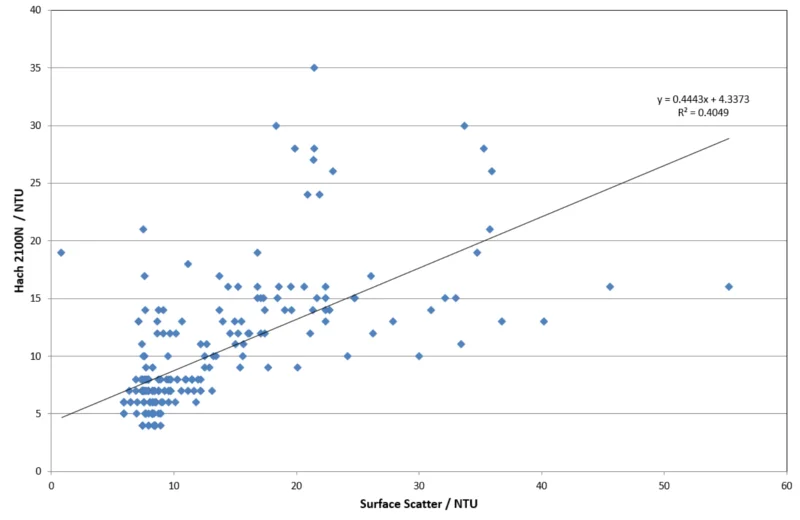 40
35
y = 0.4443x + 4.3373
R² = 0.4049
30
25
20
15
10
5
0
Hach 2100N / NTU
0 10 20 30 40 50 60
Surface Scatter / NTU